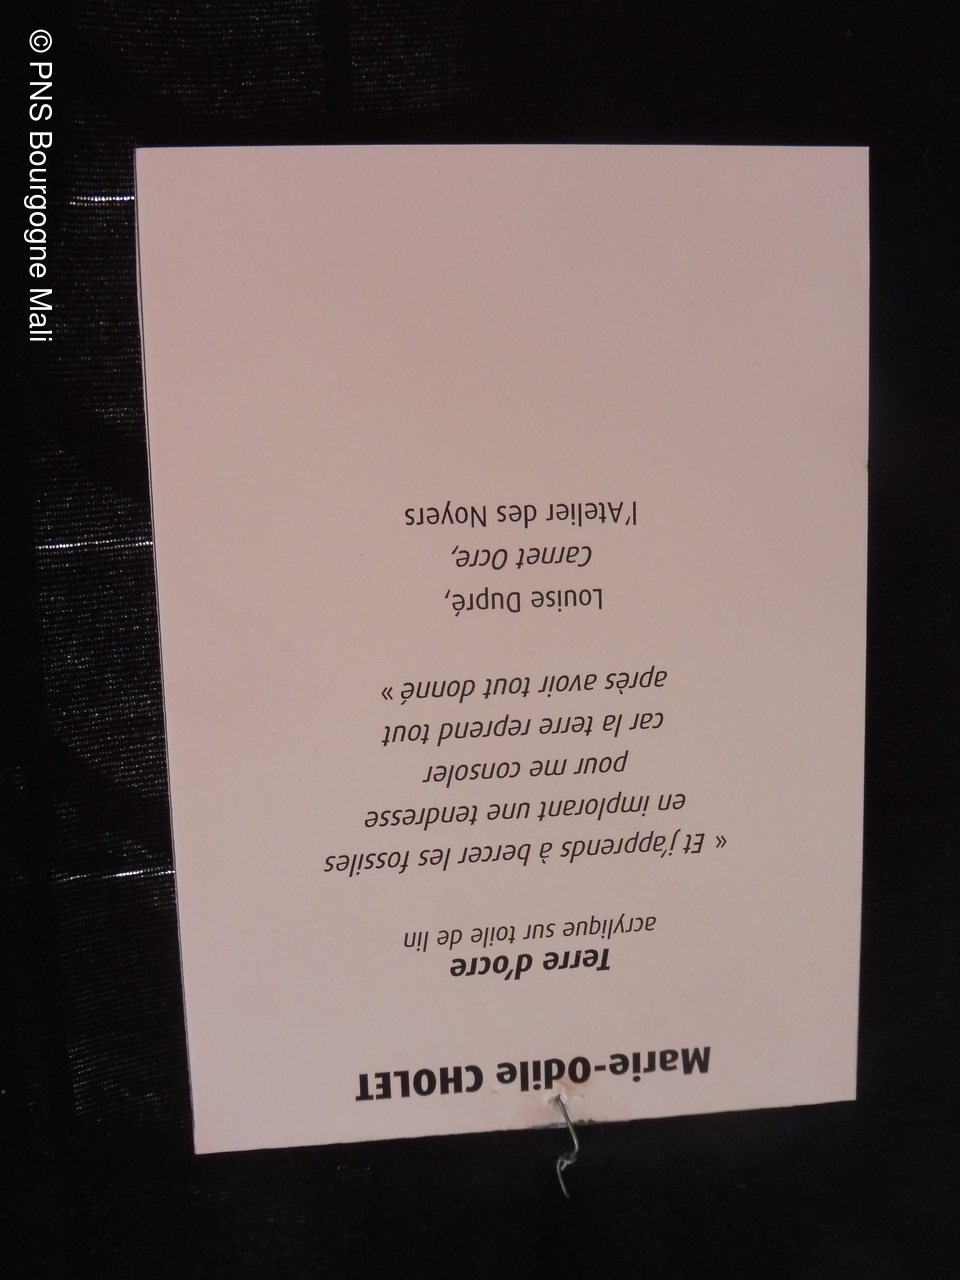 Marie-Odile CHOLET
Terre d'ocre
acrylique sur toile de lin
« Et j'apprends à bercer les fossiles
en implorant une tendresse
pour me consoler
car la terre reprend tout
après avoir tout donné »
Louise Dupré,
Carnet Ocre,
l'Atelier des Noyers
© PNS Bourgogne Mali